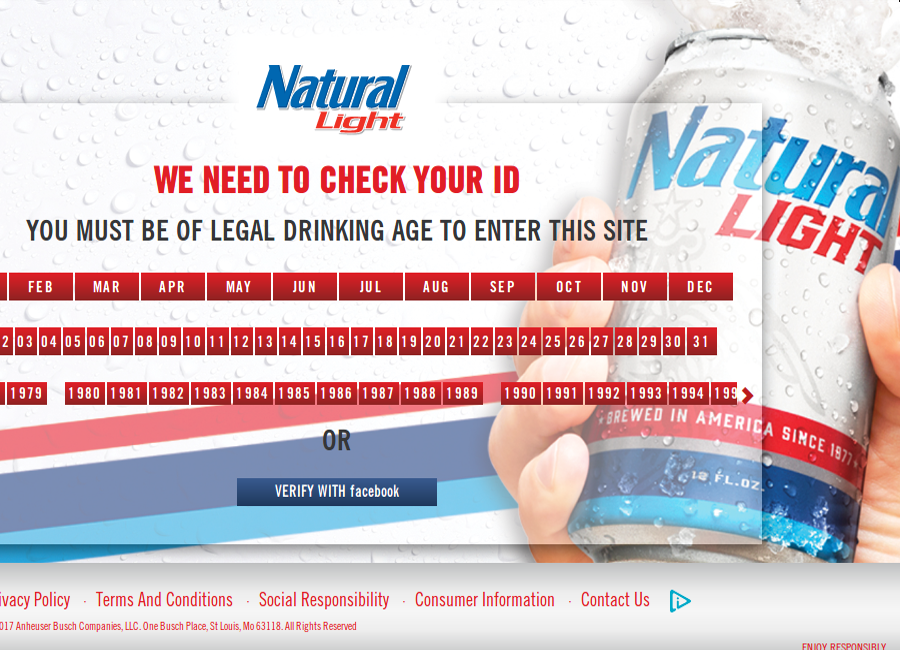 Natural
Light
Natural
LIGHT
WE NEED TO CHECK YOUR ID
YOU MUST BE OF LEGAL DRINKING AGE TO ENTER THIS SITE
FEB MAR APR MAY JUN JUL AUG SEP OCT NOV DEC
2 03 04 05 06 07 08 09 10 11 12 13 14 15 16 17 18 19 20 21 22 23 24 25 26 27 28 29 30 31
1979 1980 1981 1982 1983 1984 1985 1986 1987 1988 1989 1990 1991 1992 1993 1994 199
BREWED IN AMERICA SINCE 1877
OR
FL.OZ.
VERIFY WITH facebook
ivacy Policy · Terms And Conditions · Social Responsibility · Consumer Information · Contact Us
017 Anheuser Busch Companies, LLC. One Busch Place, St Louis, Mo 63118. All Rights Reserved
ENJOY RESPONSIBLY